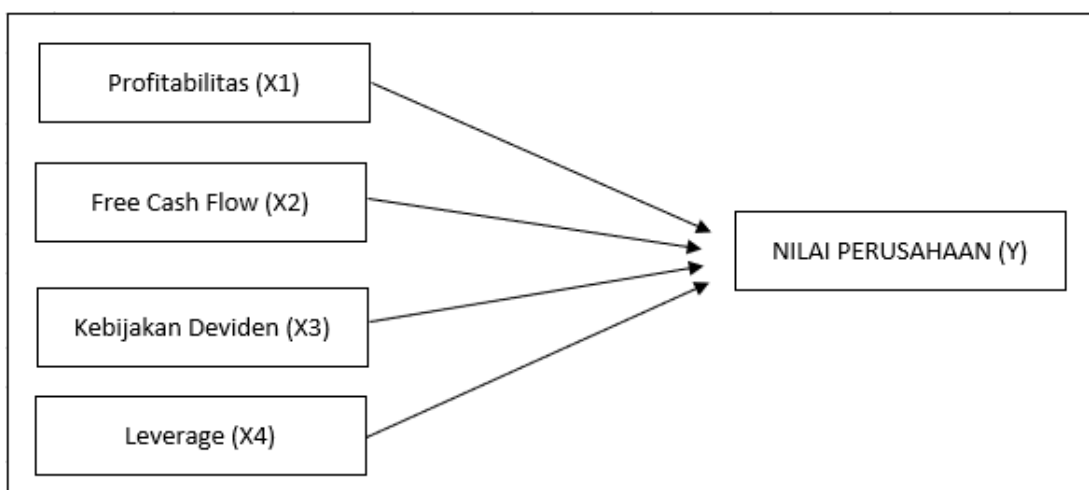 Profitabilitas (X1)
Free Cash Flow (X2)
NILAI PERUSAHAAN (Y)
Kebijakan Deviden (X3)
Leverage (X4)